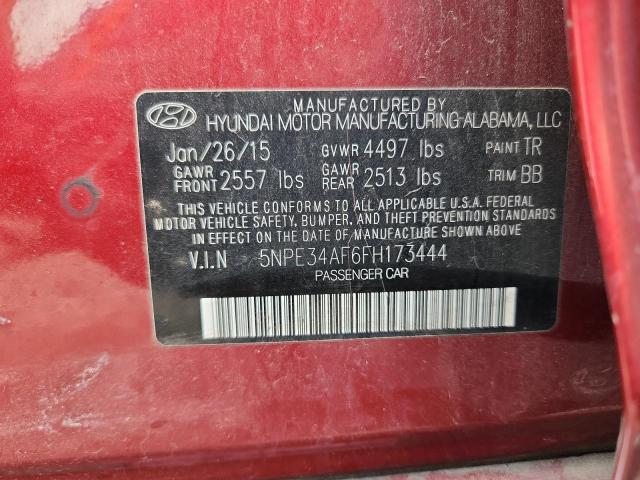 MANUFACTURED BY
HYUNDAI MOTOR MANUFACTURING ALABAMA, LLC
Jan/26/15 GVWR 4497 lbs PAINT TR
GAWR FRONT 2557 lbs GAWR REAR 2513 lbs TRIM BB
THIS VEHICLE CONFORMS TO ALL APPLICABLE U.S.A. FEDERAL
MOTOR VEHICLE SAFETY, BUMPER, AND THEFT PREVENTION STANDARDS
IN EFFECT ON THE DATE OF MANUFACTURE SHOWN ABOVE.
V.I.N 5NPE34AF6FH173444
PASSENGER CAR